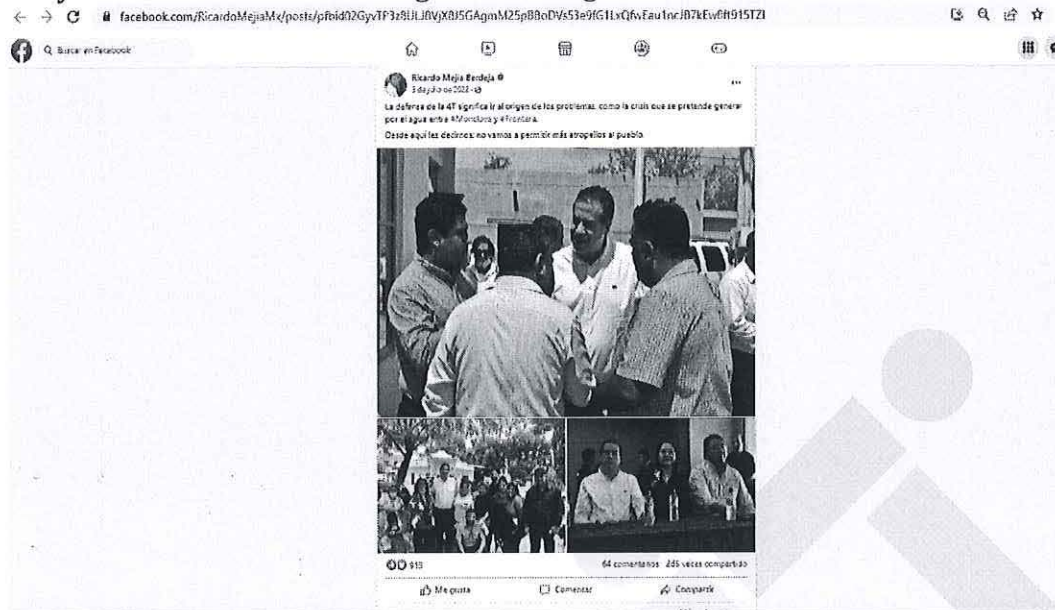 facebook.com/RicardoMejiaMx/posts/
Buscar en Facebook
Ricardo Mejía Berdeja
3 de julio de 2022
La defensa de la 4T significa ir al origen de los problemas, como la crisis que se pretende generar
por el agua entre #Monclova y #Frontera.
Desde aquí les decimos: no vamos a permitir más atropellos al pueblo.
64 comentarios 245 veces compartido
Me gusta Comentar Compartir